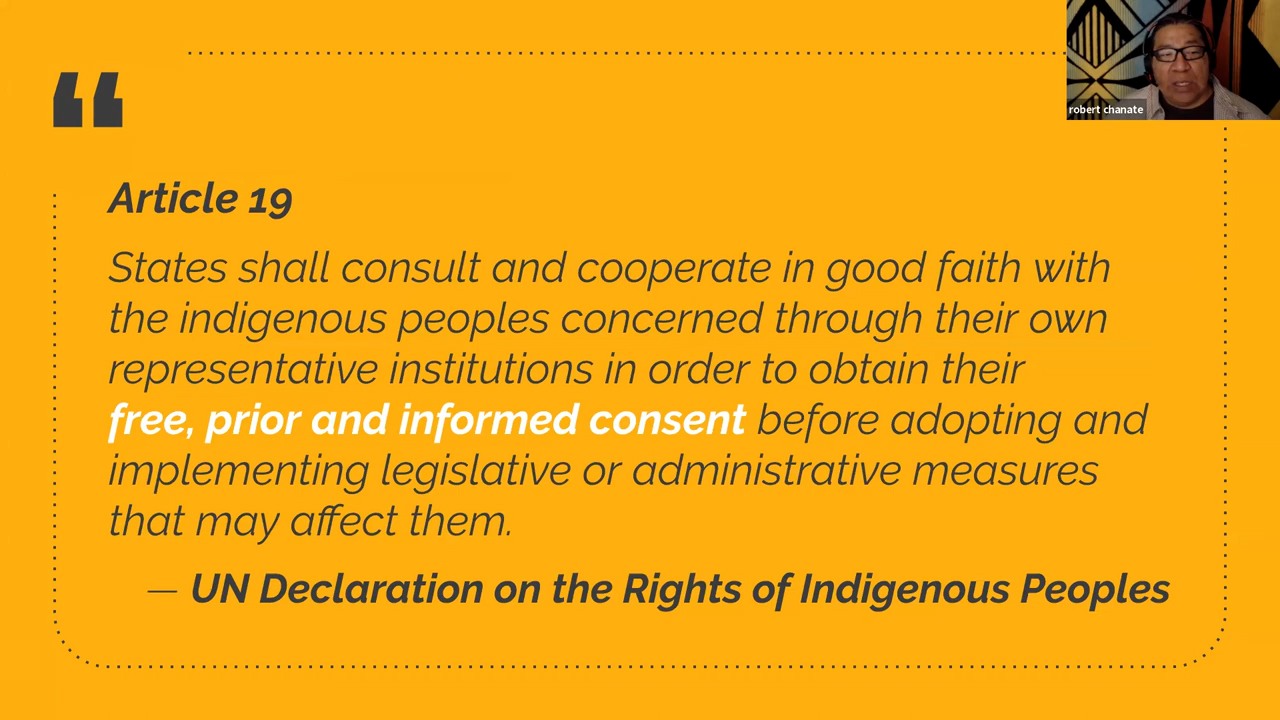 “
robert chanate
Article 19
States shall consult and cooperate in good faith with
the indigenous peoples concerned through their own
representative institutions in order to obtain their
free, prior and informed consent before adopting and
implementing legislative or administrative measures
that may affect them.
— UN Declaration on the Rights of Indigenous Peoples